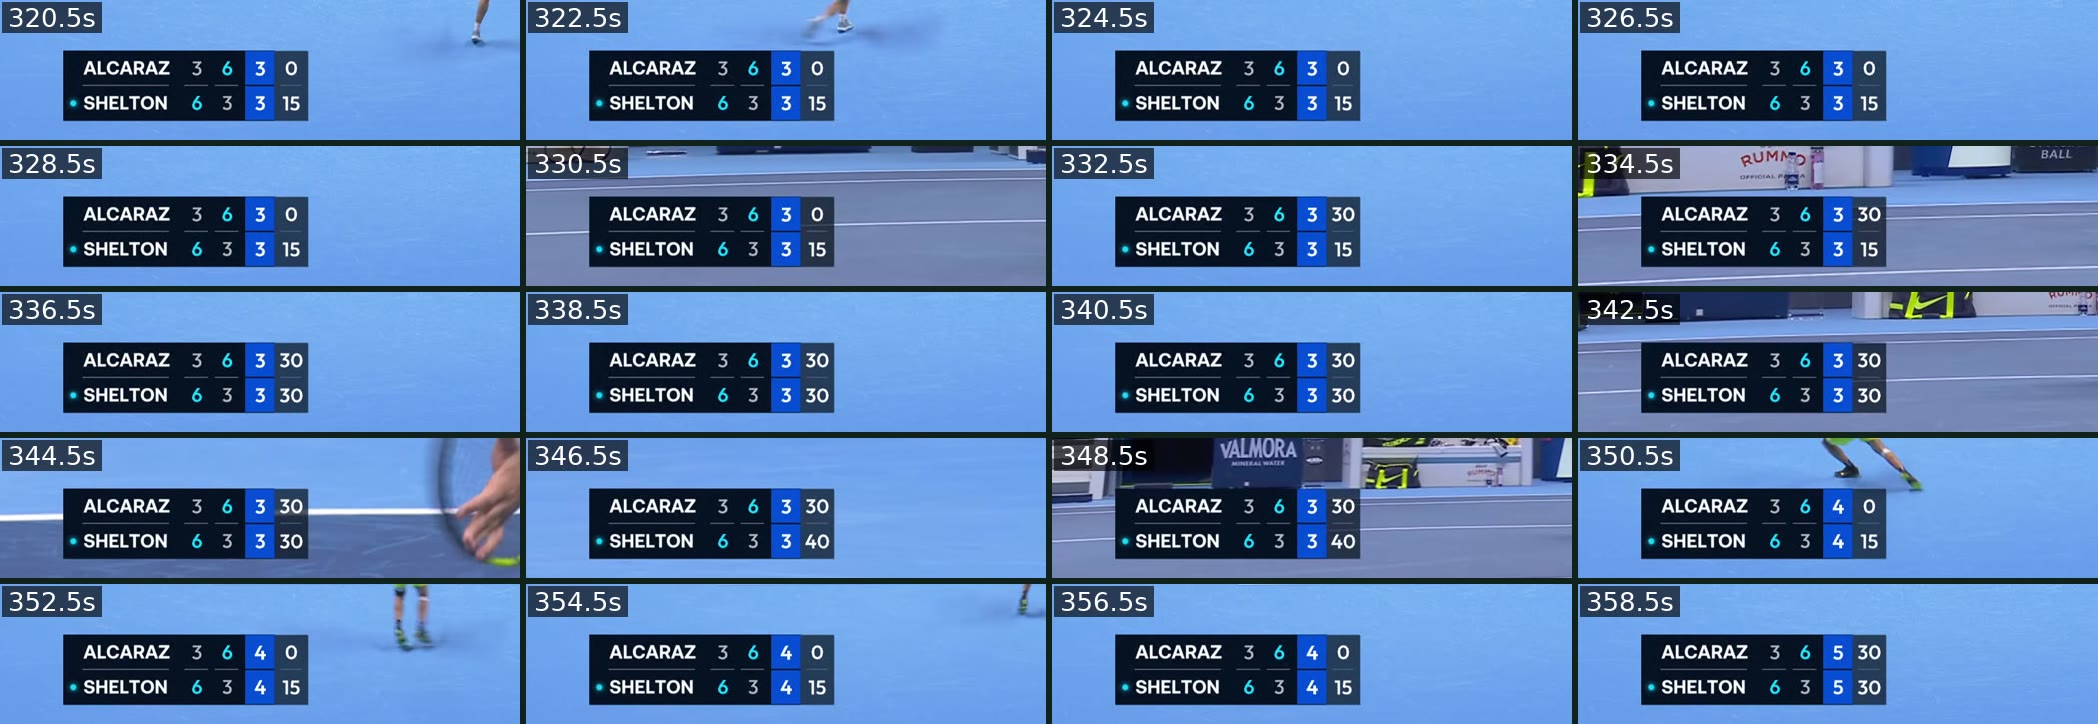 320.5s
ALCARAZ 3 6 3 0
SHELTON 6 3 3 15
322.5s
ALCARAZ 3 6 3 0
SHELTON 6 3 3 15
324.5s
ALCARAZ 3 6 3 0
SHELTON 6 3 3 15
326.5s
ALCARAZ 3 6 3 0
SHELTON 6 3 3 15
328.5s
ALCARAZ 3 6 3 0
SHELTON 6 3 3 15
330.5s
ALCARAZ 3 6 3 0
SHELTON 6 3 3 15
332.5s
ALCARAZ 3 6 3 30
SHELTON 6 3 3 15
334.5s
RUMMO
OFFICIAL
BALL
ALCARAZ 3 6 3 30
SHELTON 6 3 3 15
336.5s
ALCARAZ 3 6 3 30
SHELTON 6 3 3 30
338.5s
ALCARAZ 3 6 3 30
SHELTON 6 3 3 30
340.5s
ALCARAZ 3 6 3 30
SHELTON 6 3 3 30
342.5s
ALCARAZ 3 6 3 30
SHELTON 6 3 3 30
344.5s
ALCARAZ 3 6 3 30
SHELTON 6 3 3 30
346.5s
ALCARAZ 3 6 3 30
SHELTON 6 3 3 40
348.5s
VALMORA
MINERAL WATER
ALCARAZ 3 6 3 30
SHELTON 6 3 3 40
350.5s
ALCARAZ 3 6 4 0
SHELTON 6 3 4 15
352.5s
ALCARAZ 3 6 4 0
SHELTON 6 3 4 15
354.5s
ALCARAZ 3 6 4 0
SHELTON 6 3 4 15
356.5s
ALCARAZ 3 6 4 0
SHELTON 6 3 4 15
358.5s
ALCARAZ 3 6 5 30
SHELTON 6 3 5 30